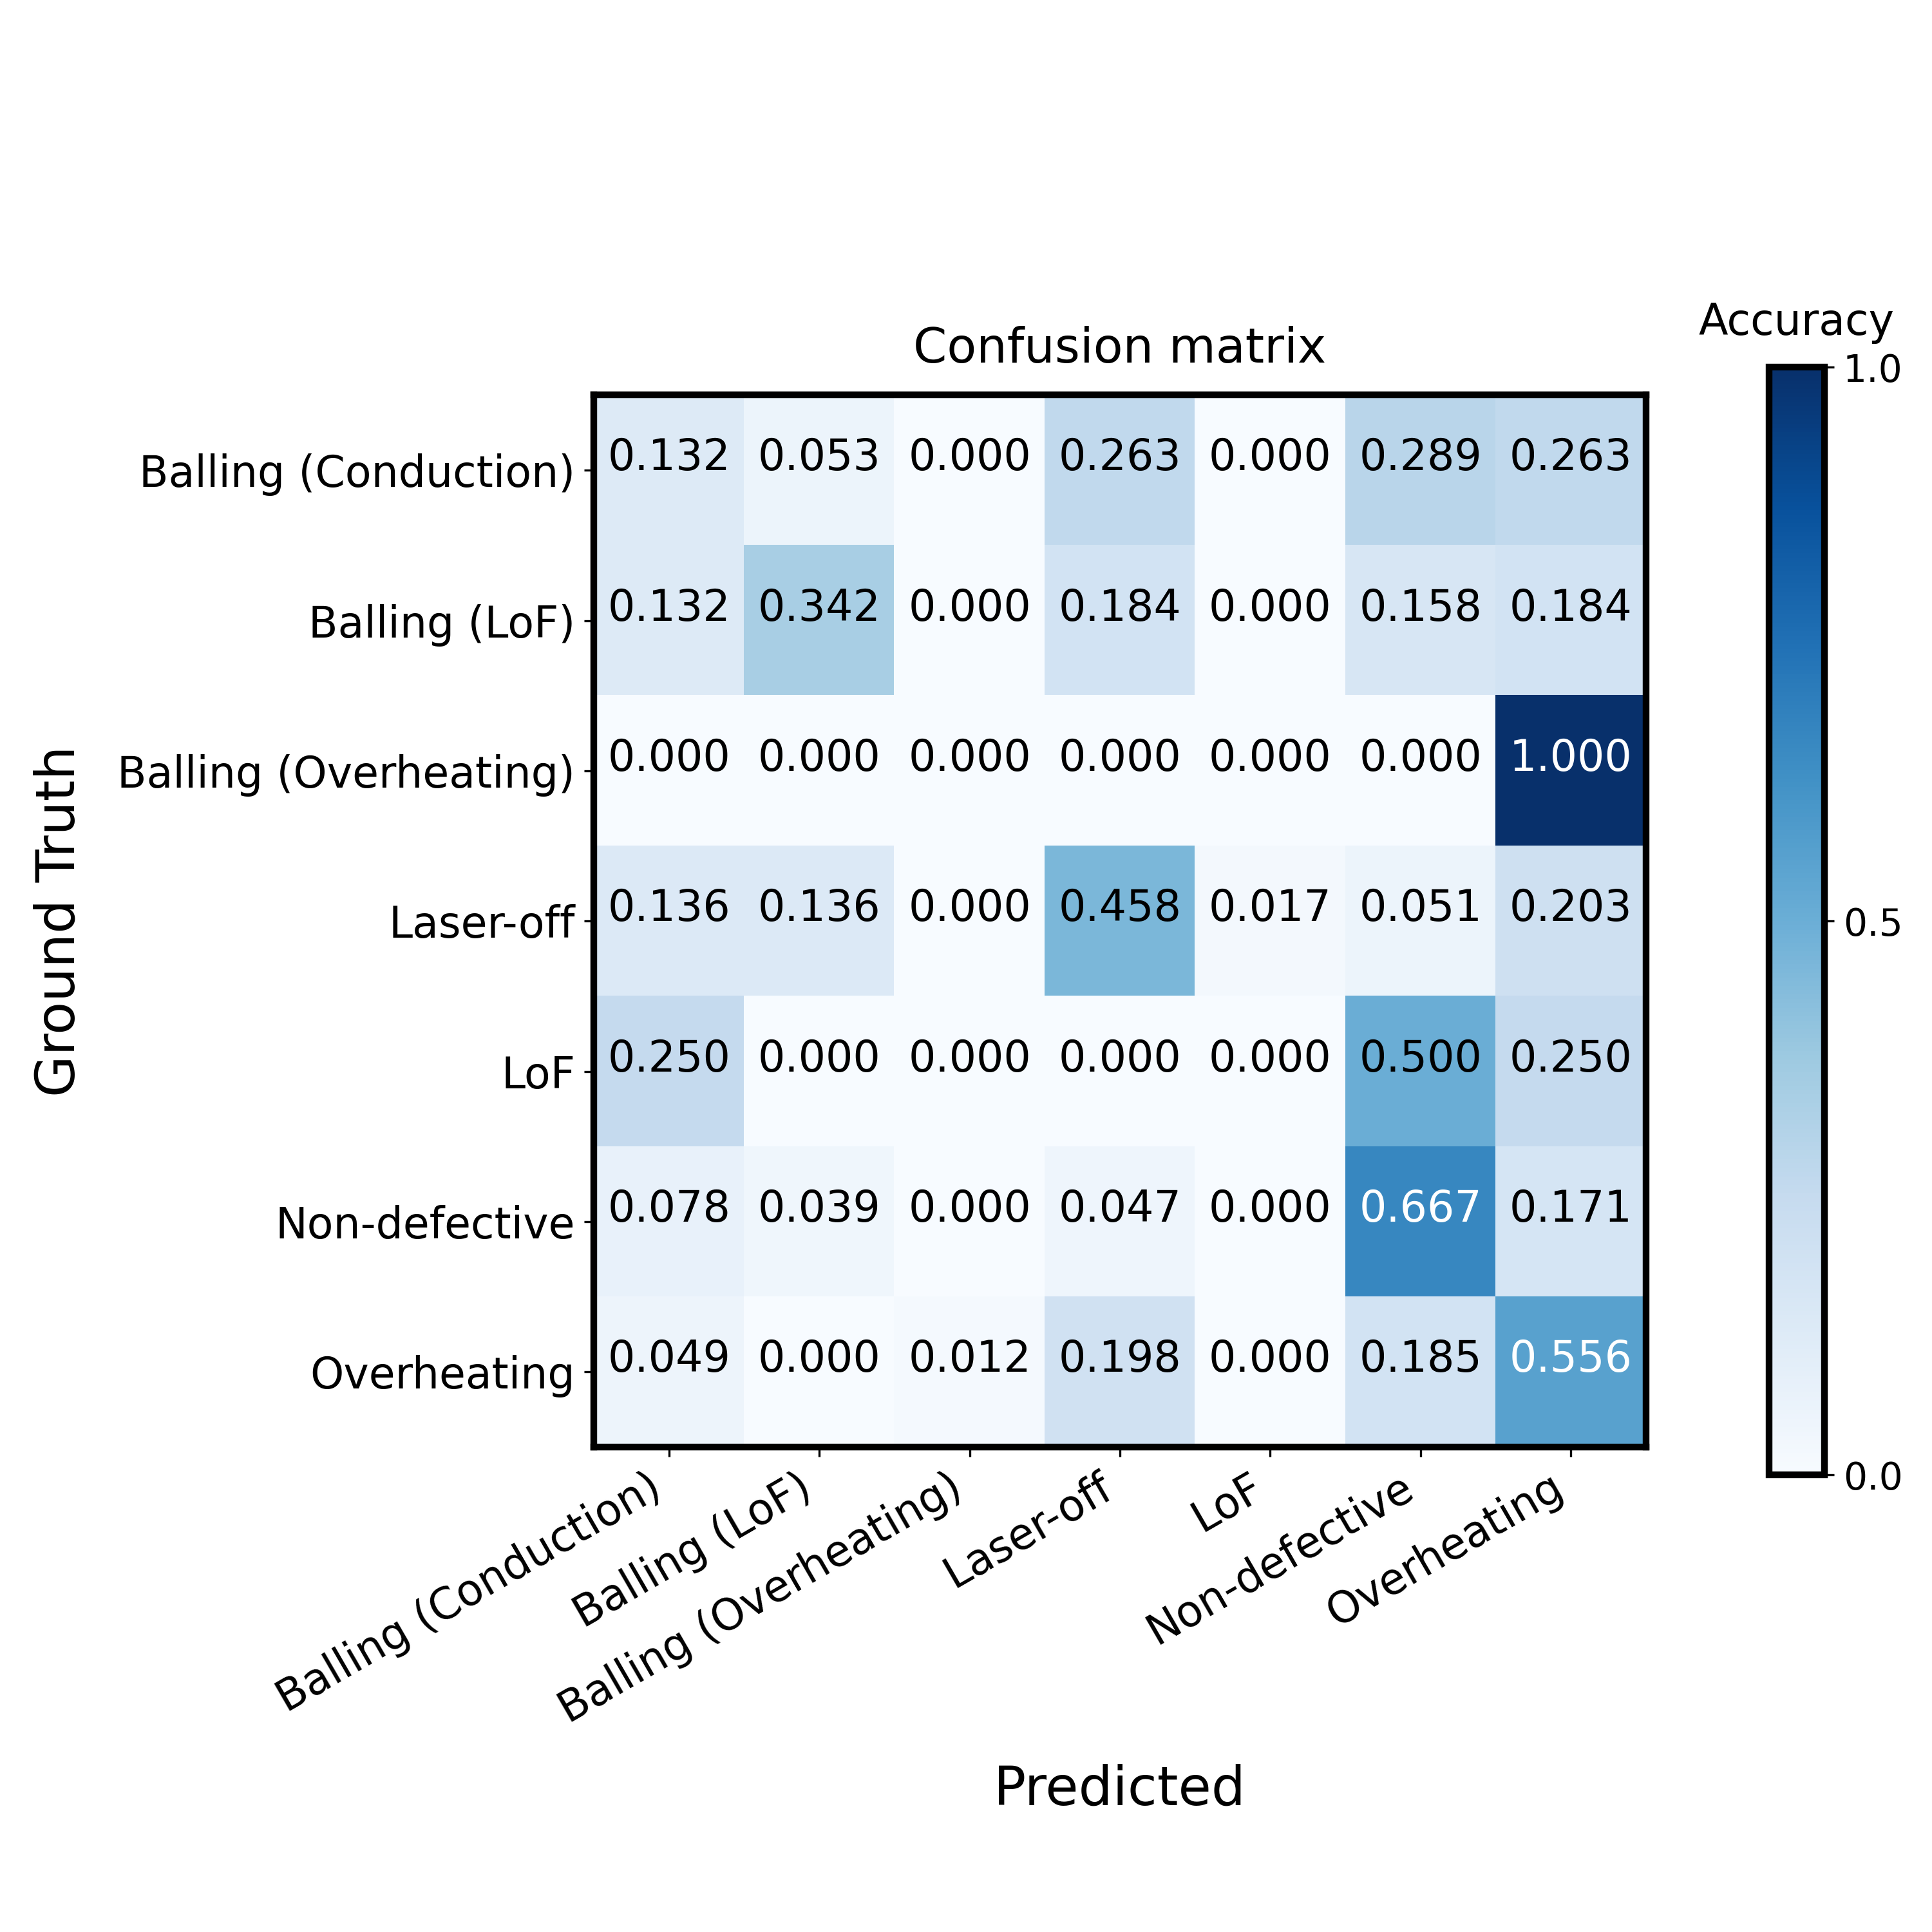 Accuracy
Confusion matrix
1.0
0.5
0.0
Ground Truth
Balling (Conduction) 0.132 0.053 0.000 0.263 0.000 0.289 0.263
Balling (LoF) 0.132 0.342 0.000 0.184 0.000 0.158 0.184
Balling (Overheating) 0.000 0.000 0.000 0.000 0.000 0.000 1.000
Laser-off 0.136 0.136 0.000 0.458 0.017 0.051 0.203
LoF 0.250 0.000 0.000 0.000 0.000 0.500 0.250
Non-defective 0.078 0.039 0.000 0.047 0.000 0.667 0.171
Overheating 0.049 0.000 0.012 0.198 0.000 0.185 0.556
Balling (Conduction)
Balling (LoF)
Balling (Overheating)
Laser-off
LoF
Non-defective
Overheating
Predicted